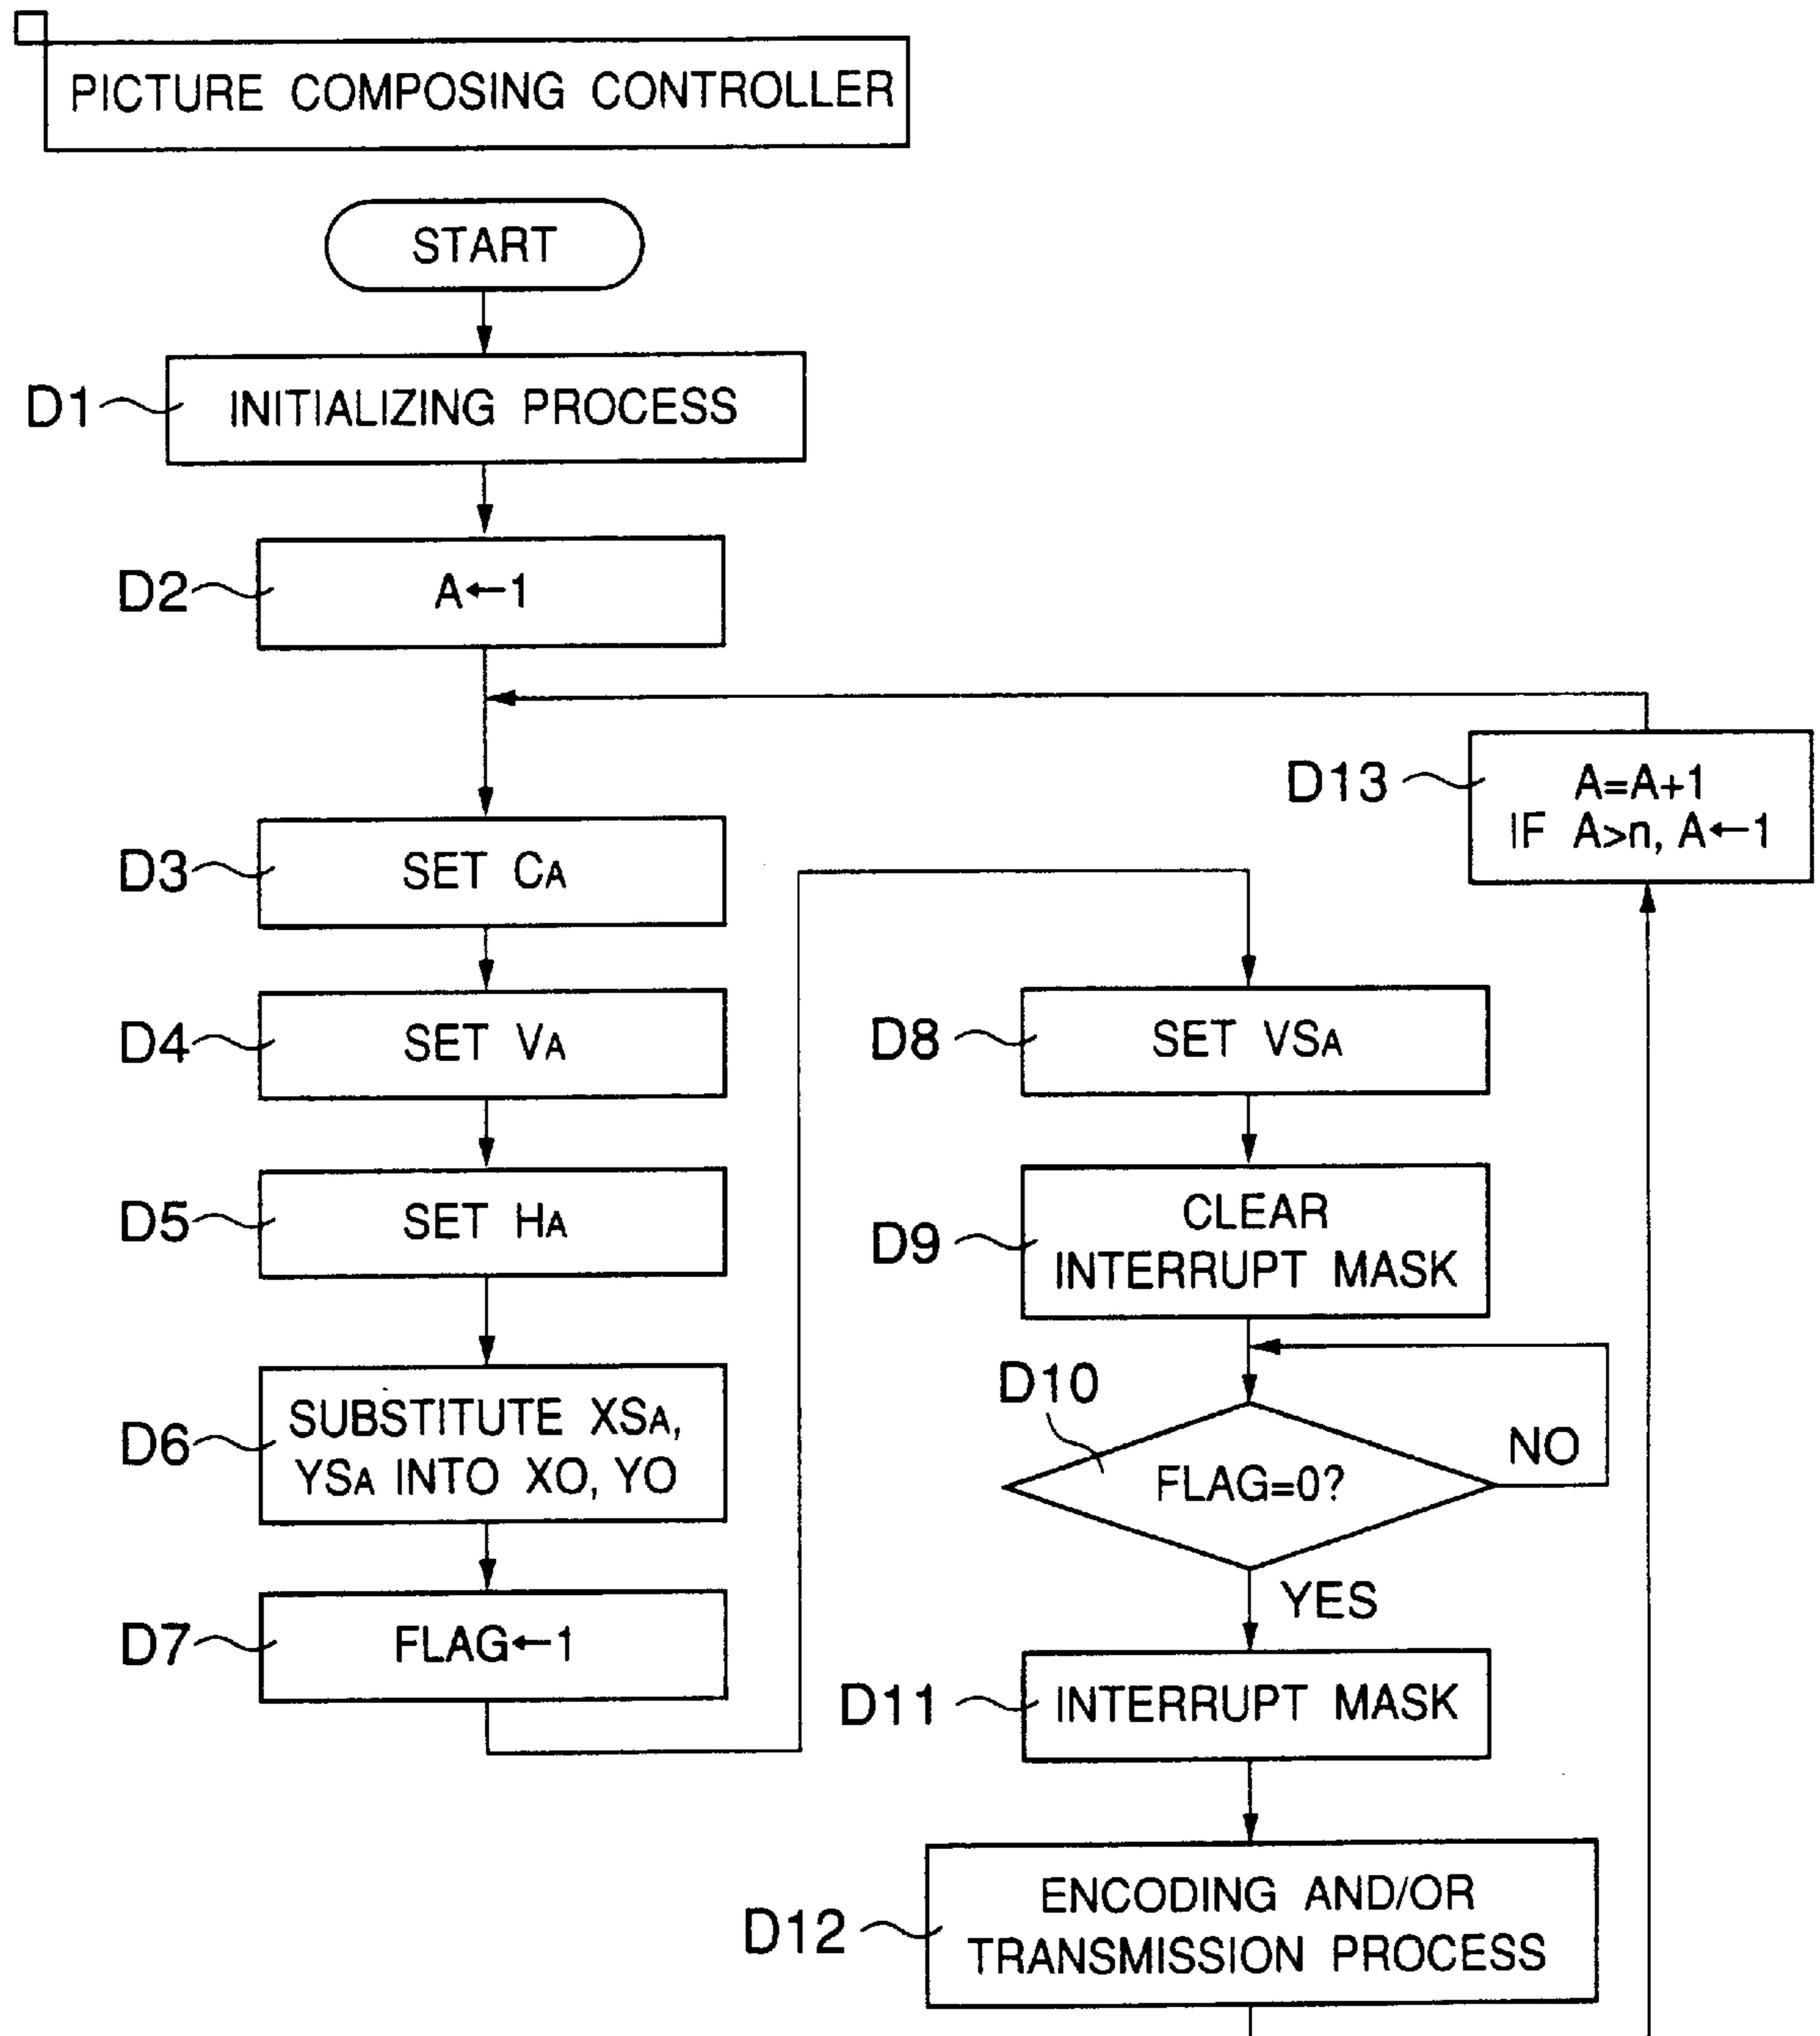 PICTURE COMPOSING CONTROLLER
START
D1
INITIALIZING PROCESS
D2
A←1
D3
SET CA
D4
SET VA
D5
SET HA
D6
SUBSTITUTE XSA,
YSA INTO XO, YO
D7
FLAG←1
D8
SET VSA
D9
CLEAR
INTERRUPT MASK
D10
FLAG=0?
NO
YES
D11
INTERRUPT MASK
D12
ENCODING AND/OR
TRANSMISSION PROCESS
D13
A=A+1
IF A>n, A←1